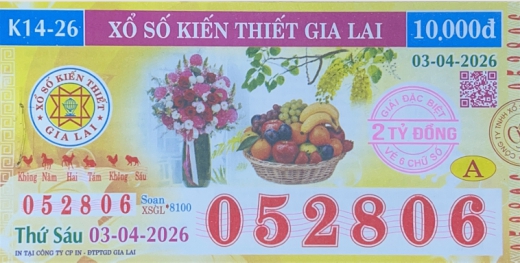 K14-26 XỔ SỐ KIẾN THIẾT GIA LAI 10,000đ
03-04-2026
XỔ SỐ KIẾN THIẾT
GIA LAI
GIẢI ĐẶC BIỆT
2 TỶ ĐỒNG
VÉ 6 CHỮ SỐ
A
Không Năm Hai Tám Không Sáu
052806
Soan
XSGL*8100
052806
Thứ Sáu 03-04-2026
IN TẠI CÔNG TY CP IN - DTPTGD GIA LAI